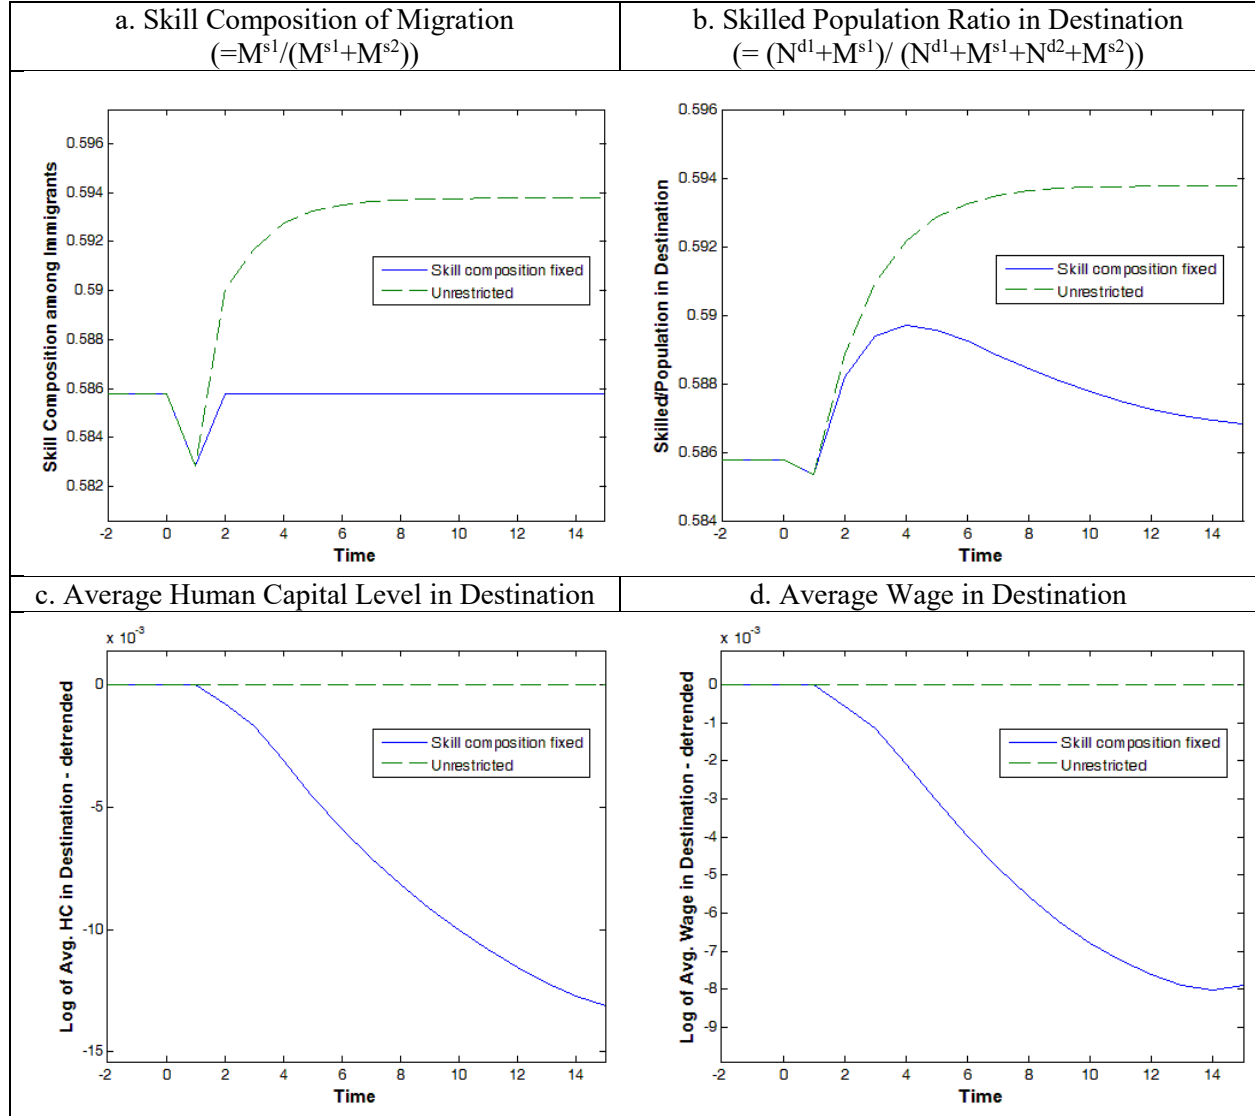 a. Skill Composition of Migration
(=M^s1/(M^s1+M^s2))
b. Skilled Population Ratio in Destination
(= (N^d1+M^s1)/ (N^d1+M^s1+N^d2+M^s2))
0.596
0.594
0.592
0.59
0.588
0.586
0.584
0.582
Skill Composition among Immigrants
Skill composition fixed
Unrestricted
-2 0 2 4 6 8 10 12 14
Time
0.596
0.594
0.592
0.59
0.588
0.586
0.584
Skilled/Population in Destination
Skill composition fixed
Unrestricted
-2 0 2 4 6 8 10 12 14
Time
c. Average Human Capital Level in Destination
d. Average Wage in Destination
x 10^-3
0
-5
-10
-15
Log of Avg. HC in Destination - detrended
Skill composition fixed
Unrestricted
-2 0 2 4 6 8 10 12 14
Time
x 10^-3
0
-1
-2
-3
-4
-5
-6
-7
-8
-9
Log of Avg. Wage in Destination - detrended
Skill composition fixed
Unrestricted
-2 0 2 4 6 8 10 12 14
Time